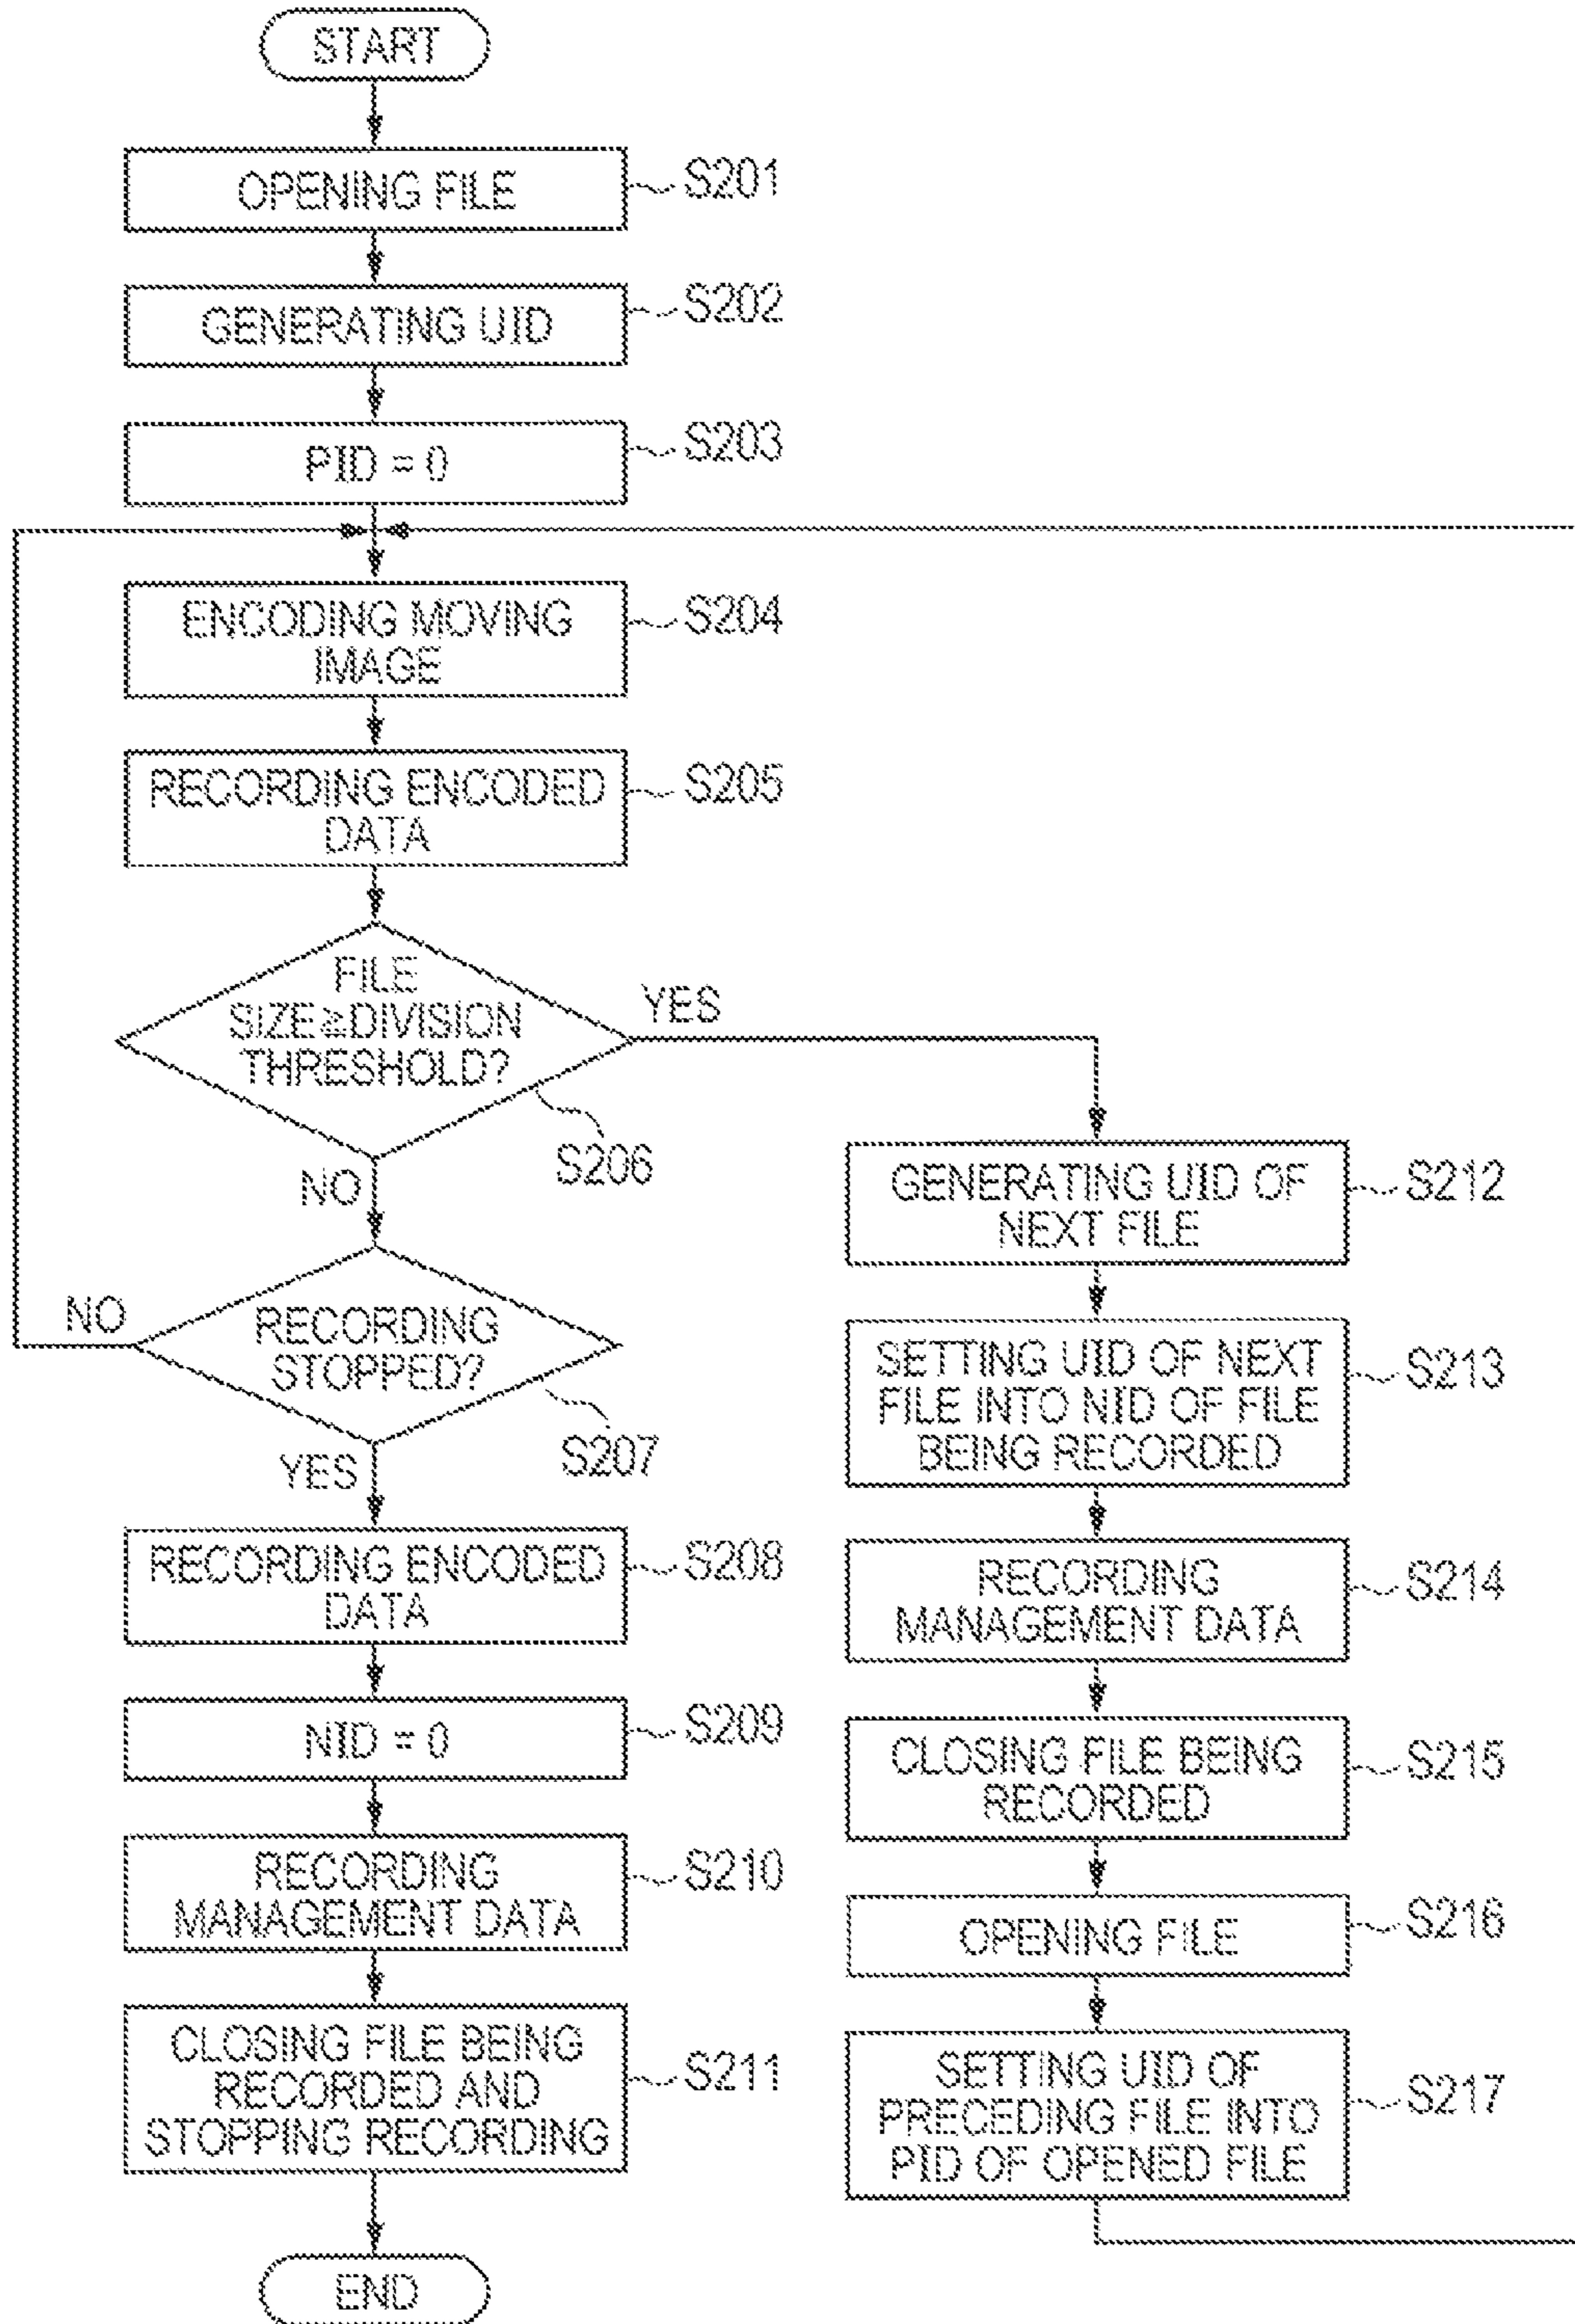 START
OPENING FILE
S201
GENERATING UID
S202
PID = 0
S203
ENCODING MOVING
IMAGE
S204
RECORDING ENCODED
DATA
S205
FILE
SIZE≧DIVISION
THRESHOLD?
S206
YES
NO
RECORDING
STOPPED?
S207
NO
YES
RECORDING ENCODED
DATA
S208
NID = 0
S209
RECORDING
MANAGEMENT DATA
S210
CLOSING FILE BEING
RECORDED AND
STOPPING RECORDING
S211
END
GENERATING UID OF
NEXT FILE
S212
SETTING UID OF NEXT
FILE INTO NID OF FILE
BEING RECORDED
S213
RECORDING
MANAGEMENT DATA
S214
CLOSING FILE BEING
RECORDED
S215
OPENING FILE
S216
SETTING UID OF
PRECEDING FILE INTO
PID OF OPENED FILE
S217